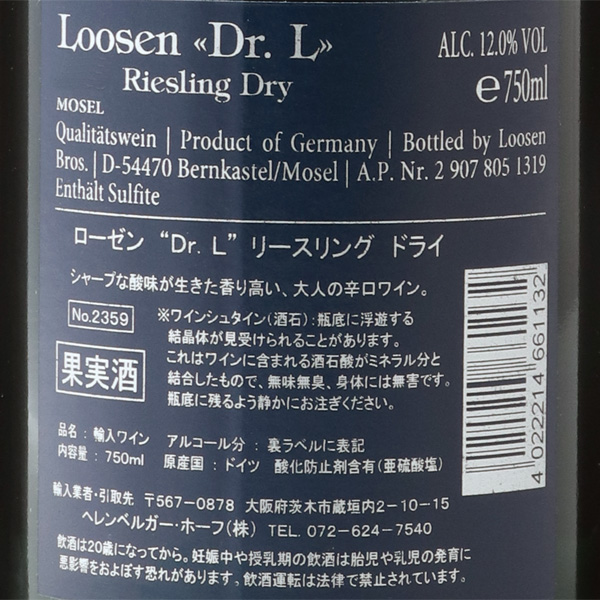 Loosen «Dr. L»
Riesling Dry
ALC. 12.0% VOL
℮750ml
MOSEL
Qualitätswein | Product of Germany | Bottled by Loosen
Bros. | D-54470 Bernkastel/Mosel | A.P. Nr. 2 907 805 1319
Enthält Sulfite
ローゼン “Dr. L” リースリング ドライ
シャープな酸味が生きた香り高い、大人の辛口ワイン。
No.2359
果実酒
※ワインシュタイン(酒石):瓶底に浮遊する
結晶体が見受けられることがあります。
これはワインに含まれる酒石酸がミネラル分と
結合したもので、無味無臭、身体には無害です。
瓶底に残るよう静かにお注ぎください。
4 022214 661132
品名 : 輸入ワイン アルコール分 : 裏ラベルに表記
内容量 : 750ml 原産国 : ドイツ 酸化防止剤含有(亜硫酸塩)
輸入業者・引取先 〒567-0878 大阪府茨木市蔵垣内2-10-15
ヘレンベルガー・ホーフ(株) TEL. 072-624-7540
飲酒は20歳になってから。妊娠中や授乳期の飲酒は胎児や乳児の発育に
悪影響をおよぼす恐れがあります。飲酒運転は法律で禁止されています。